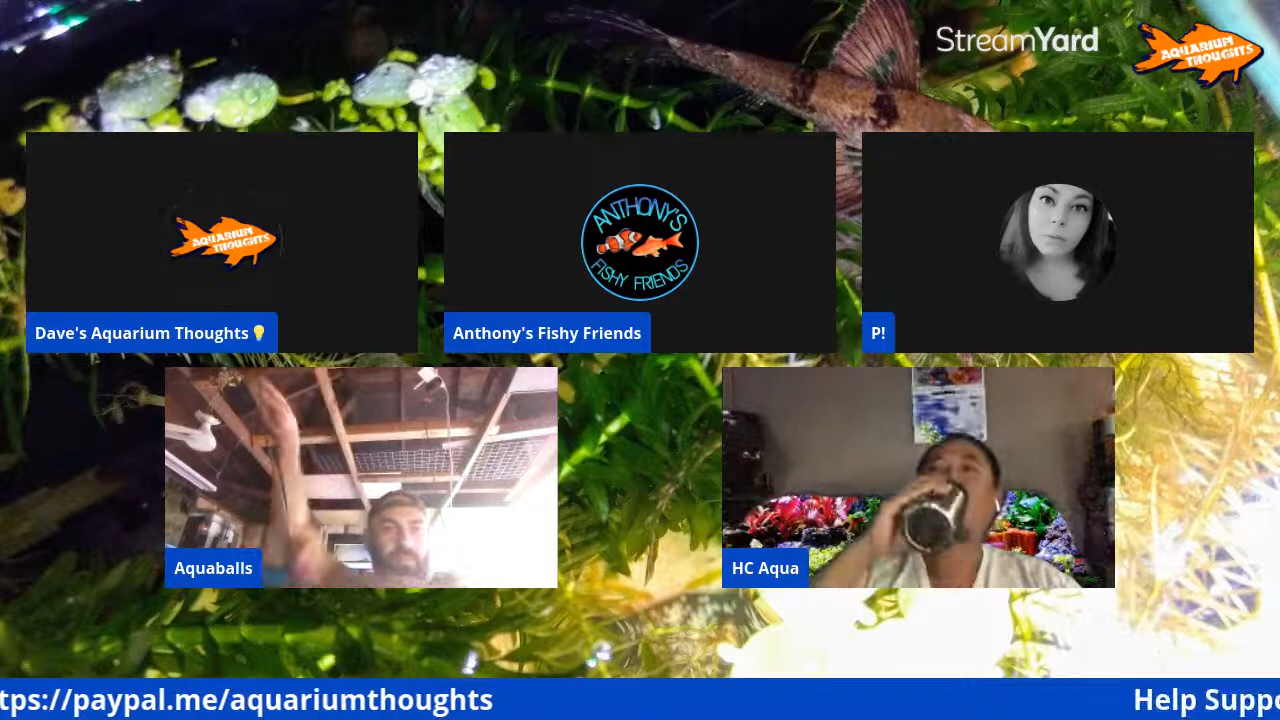 StreamYard
AQUARIUM
THOUGHTS
AQUARIUM
THOUGHTS
ANTHONY'S
FISHY FRIENDS
Dave's Aquarium Thoughts💡
Anthony's Fishy Friends
P!
Aquaballs
HC Aqua
tps://paypal.me/aquariumthoughts
Help Suppo